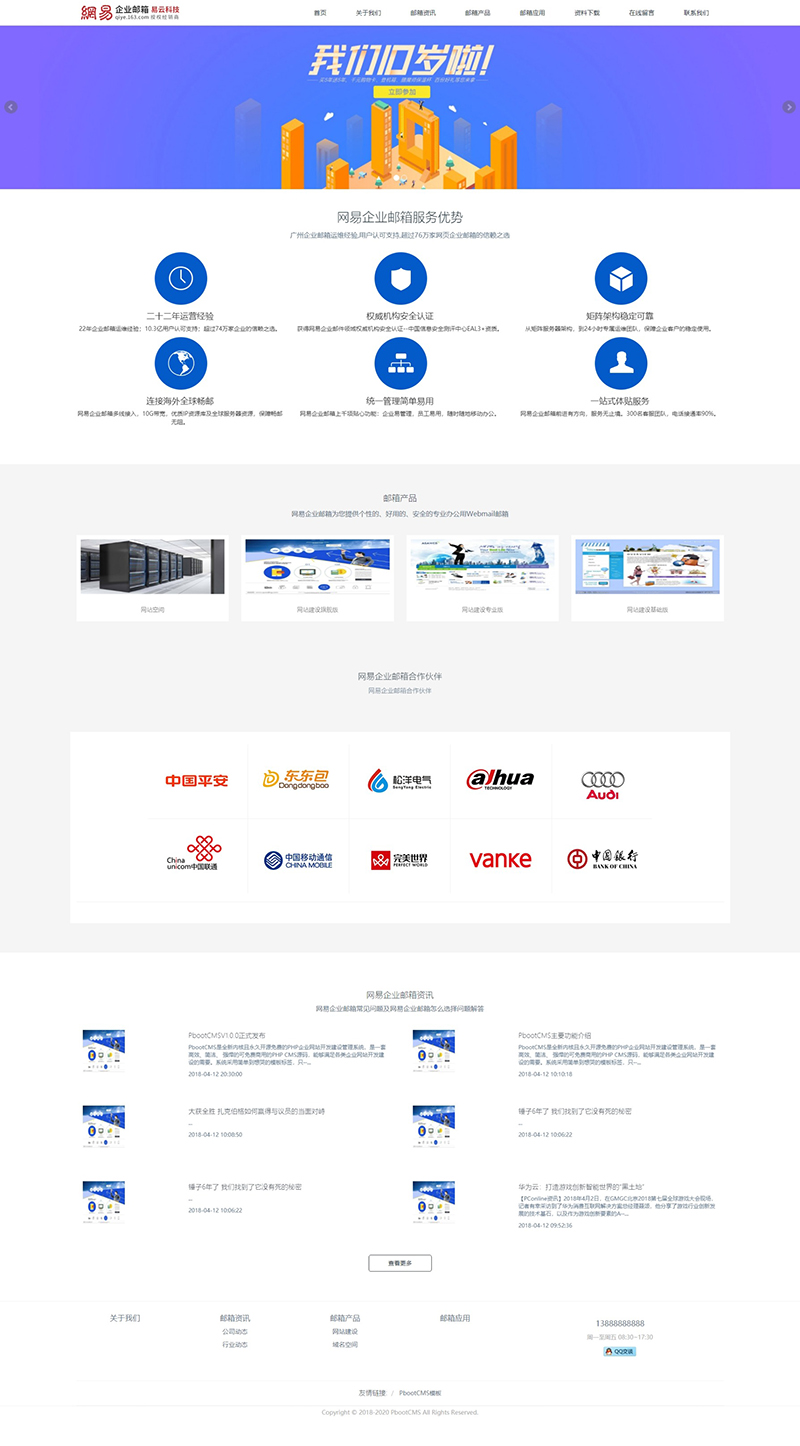 網易 企业邮箱 易云科技
qiye.163.com 授权经销商
首页 关于我们 邮箱资讯 邮箱产品 邮箱应用 资料下载 在线留言 联系我们
我们10岁啦!
立即参加
网易企业邮箱服务优势
广州企业邮箱运维经验,用户认可支持,超过76万家网页企业邮箱的信赖之选
二十二年运营经验
22年企业邮箱运维经验；10.3亿用户认可支持；超过74万家企业的信赖之选。
权威机构安全认证
获得网易企业邮件领域权威机构安全认证--中国信息安全测评中心EAL3+资质。
矩阵架构稳定可靠
从矩阵服务器架构，到24小时专属运维团队，保障企业客户的稳定使用。
连接海外全球畅邮
网易企业邮箱多线接入，10G带宽，优质IP资源库及全球服务器资源，保障畅邮
无阻。
统一管理简单易用
网易企业邮箱上千项贴心功能：企业易管理，员工易用，随时随地移动办公。
一站式体贴服务
网易企业邮箱前进有方向，服务无止境。300名客服团队，电话接通率90%。
邮箱产品
网易企业邮箱为您提供个性的、好用的、安全的专业办公用Webmail邮箱
网站空间
网站建设旗舰版
网站建设专业版
网站建设基础版
网易企业邮箱合作伙伴
网易企业邮箱合作伙伴
中国平安
东东包
Dongdongbao
松洋电气
SongYang Electric
alhua
TECHNOLOGY
Audi
China
unicom中国联通
中国移动通信
CHINA MOBILE
完美世界
PERFECT WORLD
vanke
中国銀行
BANK OF CHINA
网易企业邮箱资讯
网易企业邮箱常见问题及网易企业邮箱怎么选择问题解答
PbootCMSV1.0.0正式发布
PbootCMS是全新内核且永久开源免费的PHP企业网站开发建设管理系统，是一套
高效、简洁、 强悍的可免费商用的PHP CMS源码，能够满足各类企业网站开发建
设的需要。系统采用简单到想哭的模板标签，只~...
2018-04-12 20:30:00
PbootCMS主要功能介绍
PbootCMS是全新内核且永久开源免费的PHP企业网站开发建设管理系统，是一套
高效、简洁、 强悍的可免费商用的PHP CMS源码，能够满足各类企业网站开发建
设的需要。系统采用简单到想哭的模板标签，只~...
2018-04-12 10:10:18
大获全胜 扎克伯格如何赢得与议员的当面对峙
...
2018-04-12 10:08:50
锤子6年了 我们找到了它没有死的秘密
...
2018-04-12 10:06:22
锤子6年了 我们找到了它没有死的秘密
...
2018-04-12 10:06:22
华为云：打造游戏创新智能世界的“黑土地”
【PConline资讯】2018年4月2日，在GMGC北京2018第七届全球游戏大会现场，
记者有幸采访到了华为消费互联网解决方案总经理聂颂，他分享了游戏行业创新发
展的技术基石，以及作为游戏创新要素的A~...
2018-04-12 09:52:36
查看更多
关于我们
邮箱资讯
公司动态
行业动态
邮箱产品
网站建设
域名空间
邮箱应用
13888888888
周一至周五 08:30~17:30
QQ交谈
友情链接 / PbootCMS模板
Copyright © 2018-2020 PbootCMS All Rights Reserved.